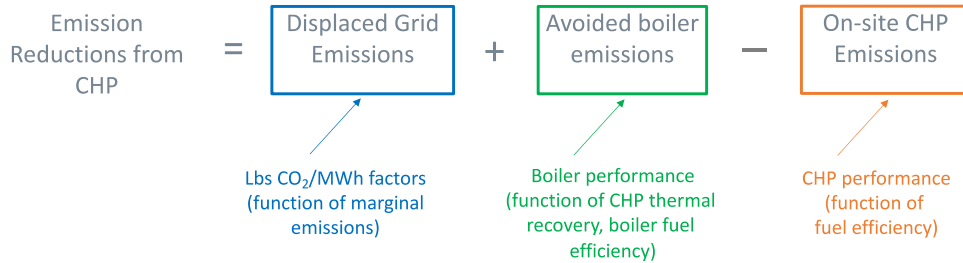 Emission
Reductions from
CHP
=
Displaced Grid
Emissions
+
Avoided boiler
emissions
—
On-site CHP
Emissions
Lbs CO₂/MWh factors
(function of marginal
emissions)
Boiler performance
(function of CHP thermal
recovery, boiler fuel
efficiency)
CHP performance
(function of
fuel efficiency)